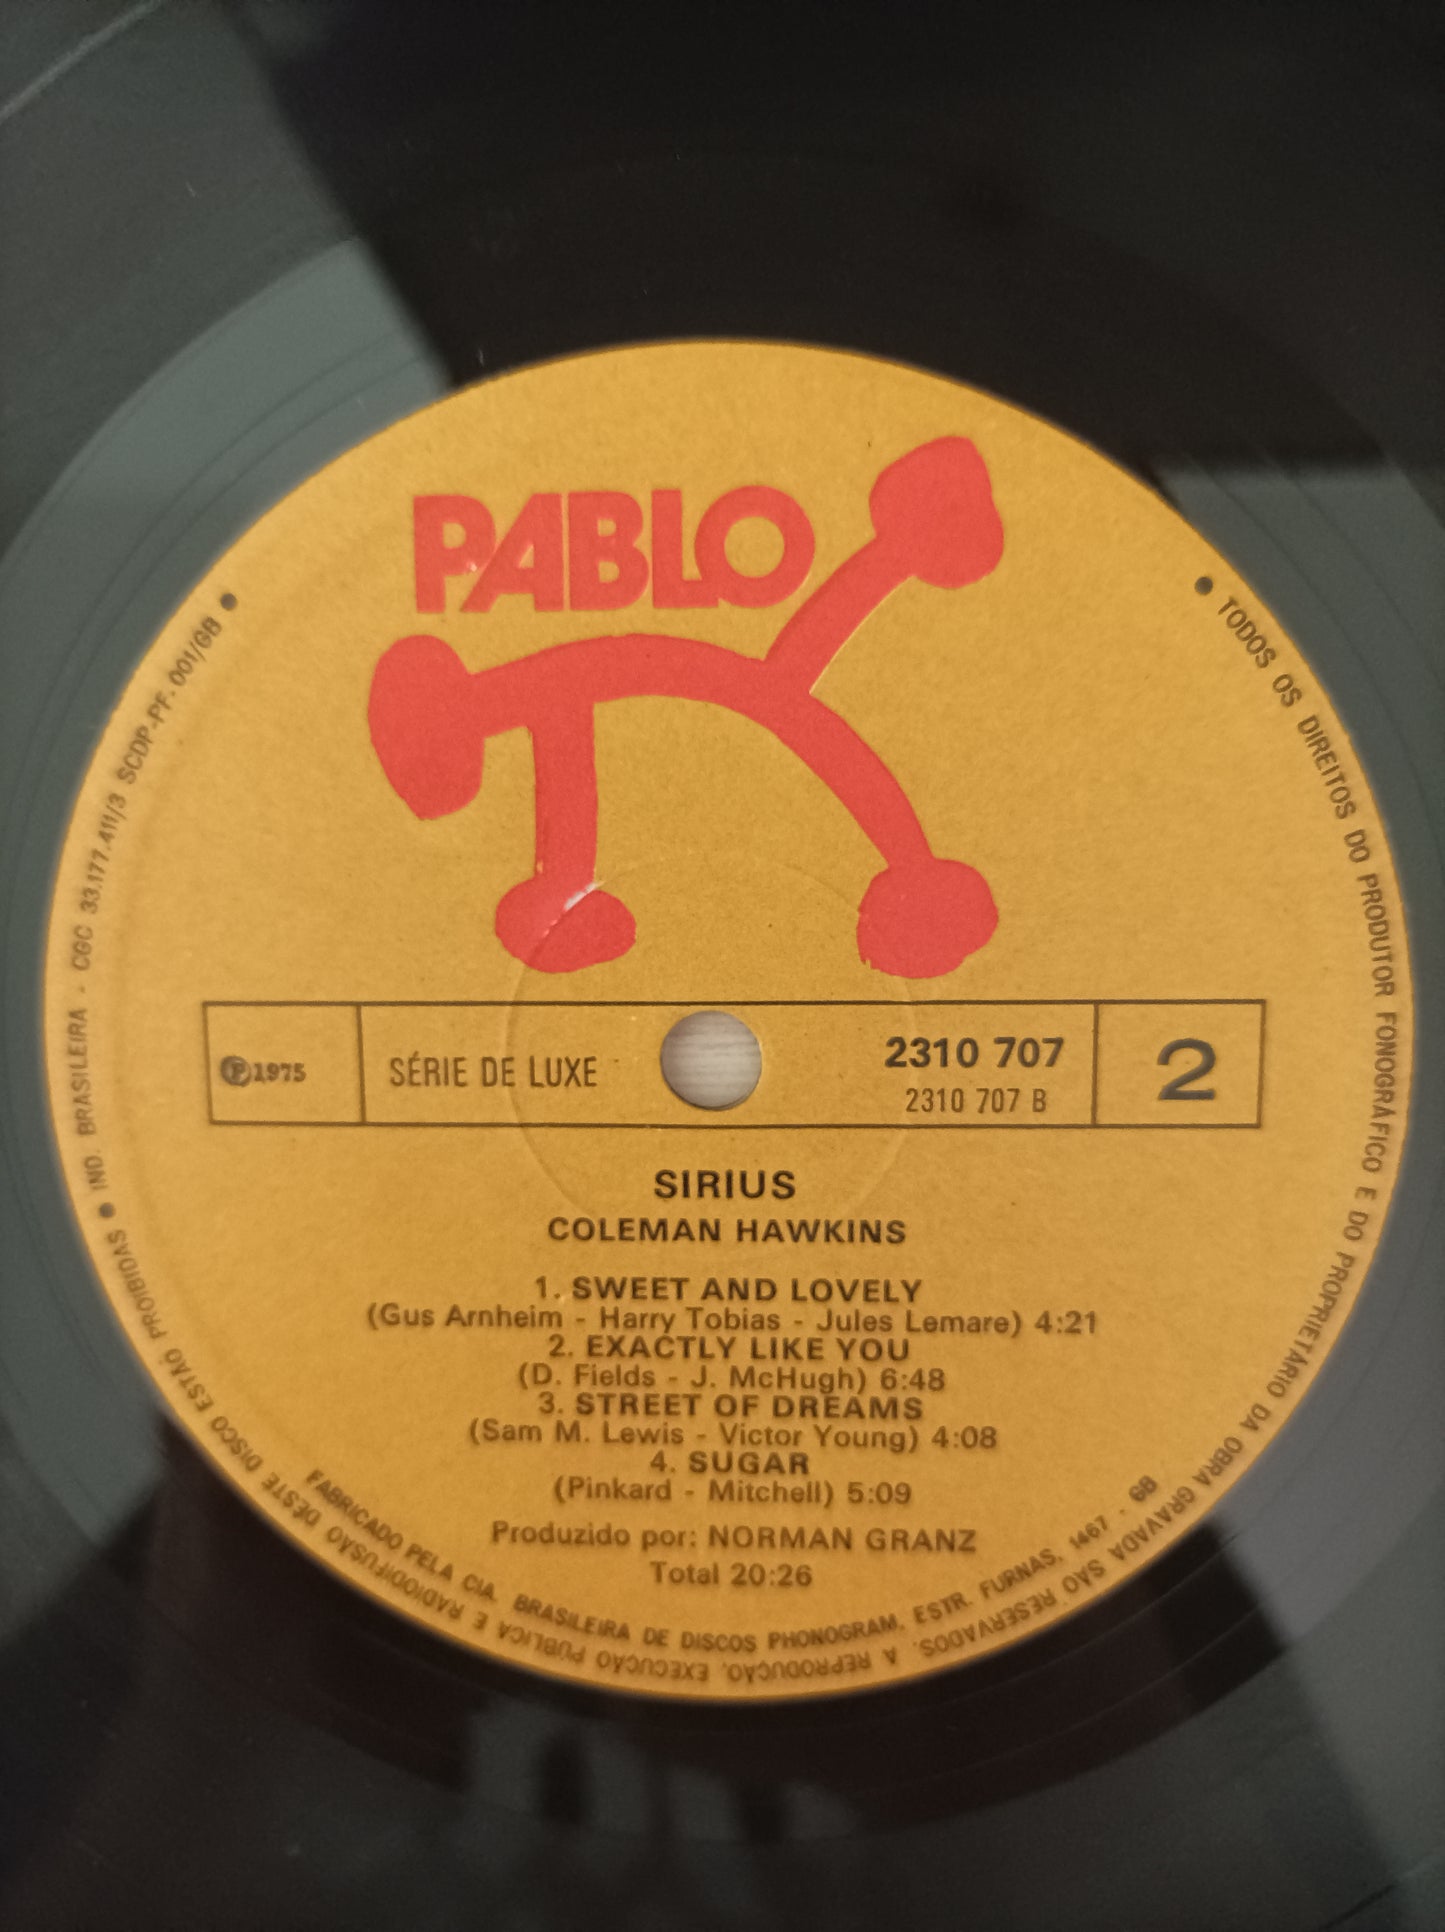 PABLO
℗1975
SÉRIE DE LUXE
2310 707
2310 707 B
2
SIRIUS
COLEMAN HAWKINS
1. SWEET AND LOVELY
(Gus Arnheim - Harry Tobias - Jules Lemare) 4:21
2. EXACTLY LIKE YOU
(D. Fields - J. McHugh) 6:48
3. STREET OF DREAMS
(Sam M. Lewis - Victor Young) 4:08
4. SUGAR
(Pinkard - Mitchell) 5:09
Produzido por: NORMAN GRANZ
Total 20:26
FABRICADO PELA CIA. BRASILEIRA DE DISCOS PHONOGRAM. ESTR. FURNAS, 1467 - GB
• TODOS OS DIREITOS DO PRODUTOR FONOGRÁFICO E DO PROPRIETÁRIO DA OBRA GRAVADA SÃO RESERVADOS. A REPRODUÇÃO, EXECUÇÃO PÚBLICA E RADIODIFUSÃO DESTE DISCO ESTÃO PROIBIDAS • IND. BRASILEIRA - CGC 33.177.411/3 SCDP-PF. 001/GB •